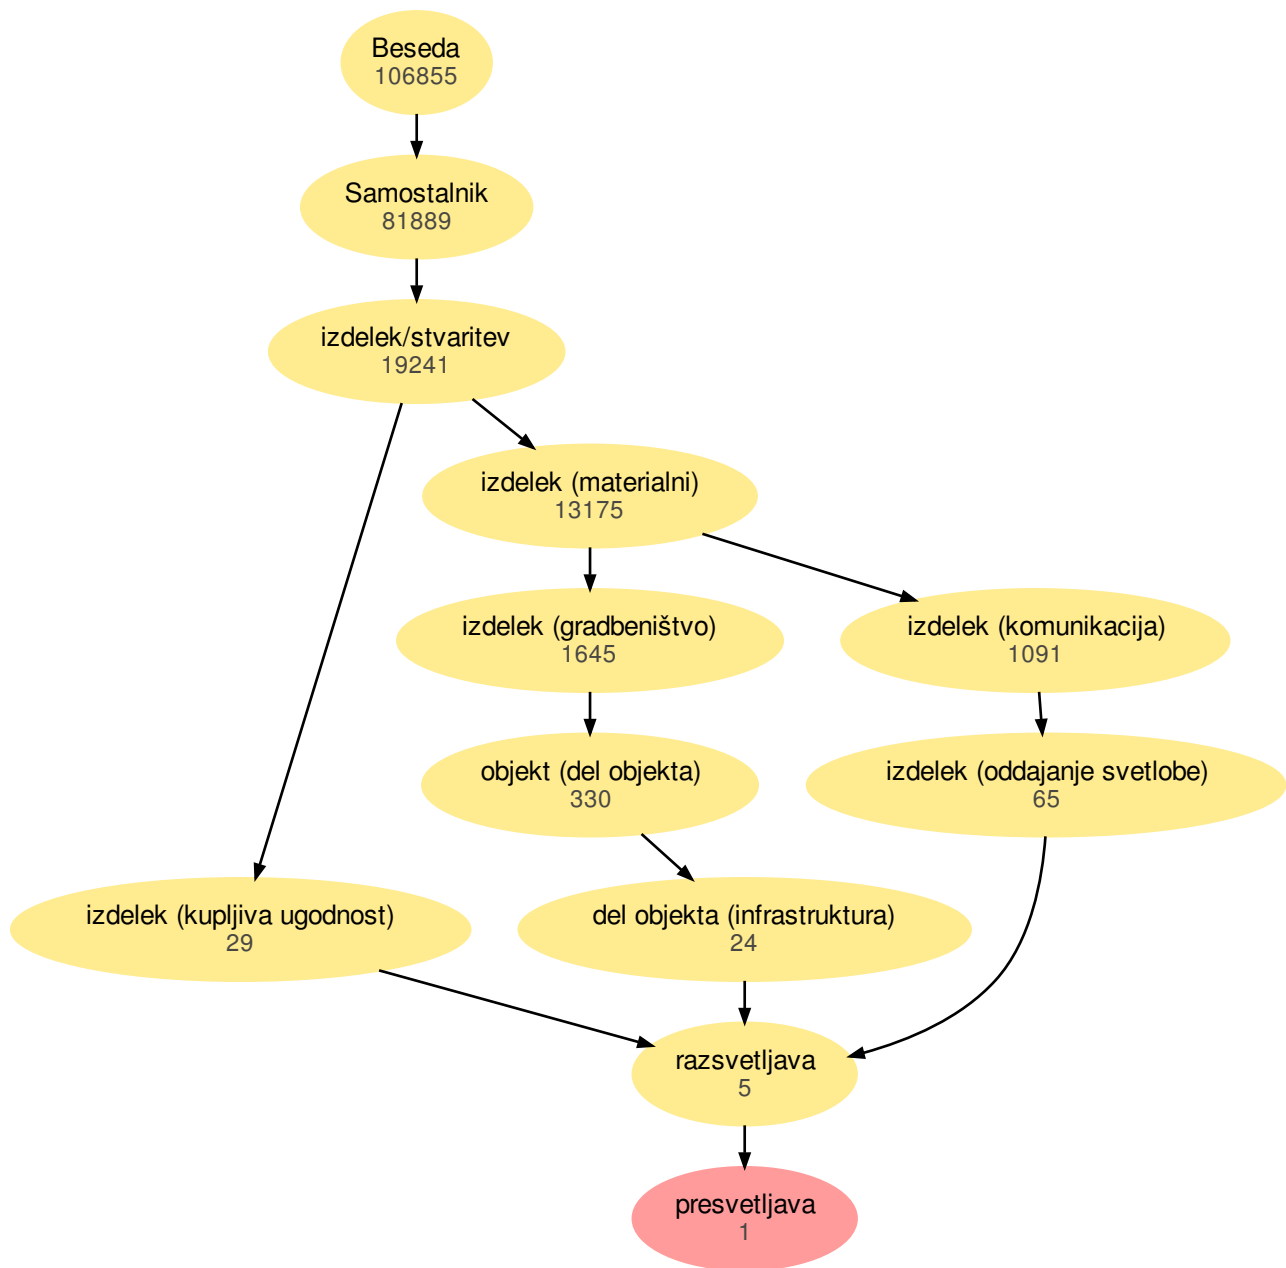 Beseda
106855
Samostalnik
81889
izdelek/stvaritev
19241
izdelek (materialni)
13175
izdelek (gradbeništvo)
1645
izdelek (komunikacija)
1091
objekt (del objekta)
330
izdelek (oddajanje svetlobe)
65
izdelek (kupljiva ugodnost)
29
del objekta (infrastruktura)
24
razsvetljava
5
presvetljava
1